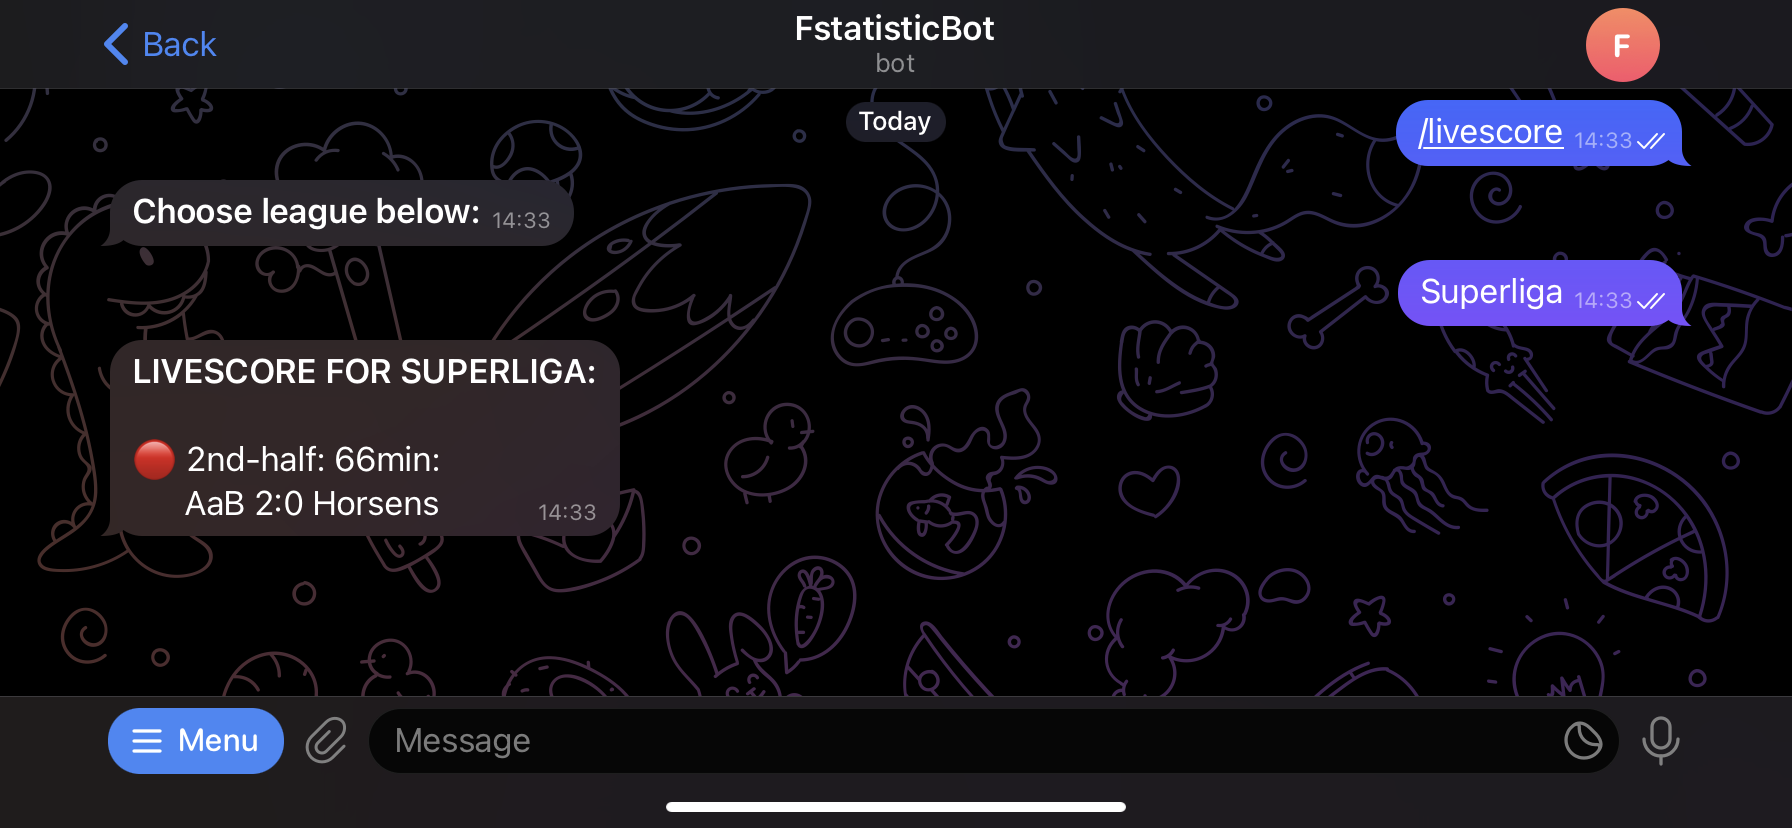 Back
FstatisticBot
bot
F
Today
/livescore 14:33
Choose league below: 14:33
Superliga 14:33
LIVESCORE FOR SUPERLIGA:
🔴 2nd-half: 66min:
AaB 2:0 Horsens 14:33
Menu
Message